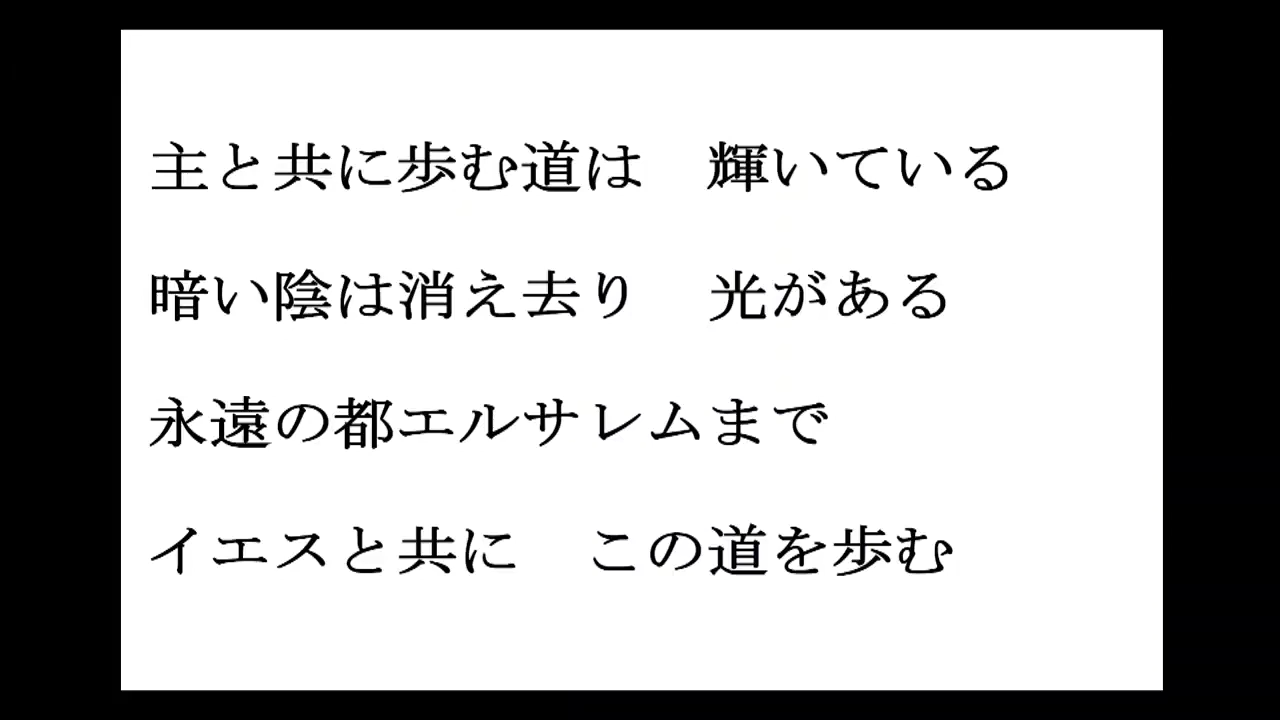 主と共に歩む道は　輝いている
暗い陰は消え去り　光がある
永遠の都エルサレムまで
イエスと共に　この道を歩む